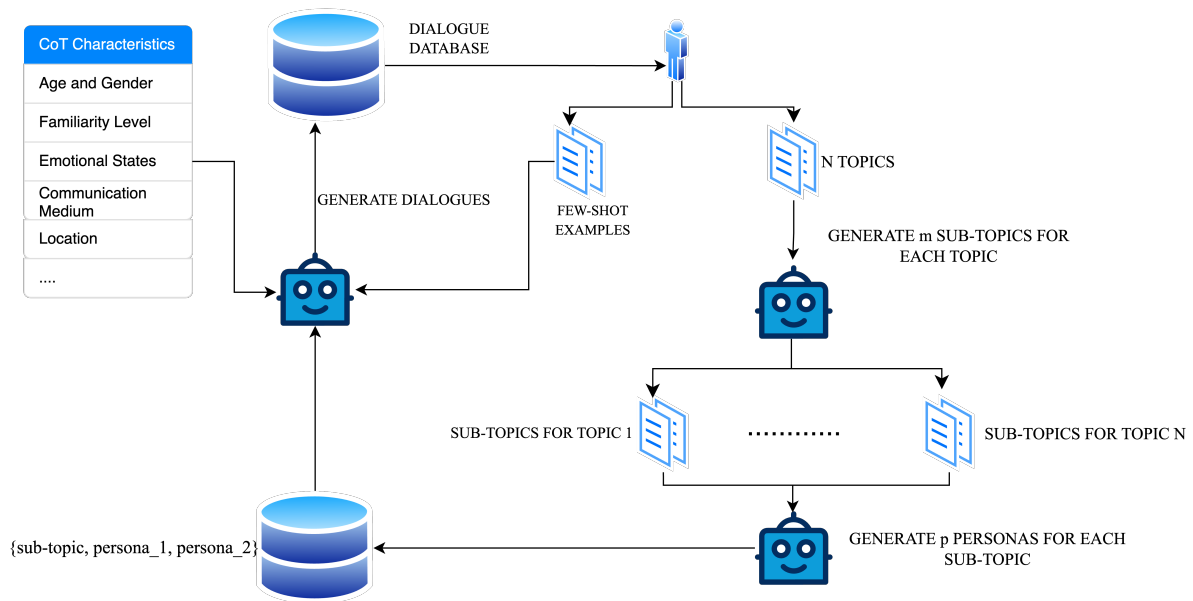 CoT Characteristics
Age and Gender
Familiarity Level
Emotional States
Communication
Medium
Location
....
DIALOGUE
DATABASE
GENERATE DIALOGUES
FEW-SHOT
EXAMPLES
N TOPICS
GENERATE m SUB-TOPICS FOR
EACH TOPIC
SUB-TOPICS FOR TOPIC 1
.............
SUB-TOPICS FOR TOPIC N
{sub-topic, persona_1, persona_2}
GENERATE p PERSONAS FOR EACH
SUB-TOPIC